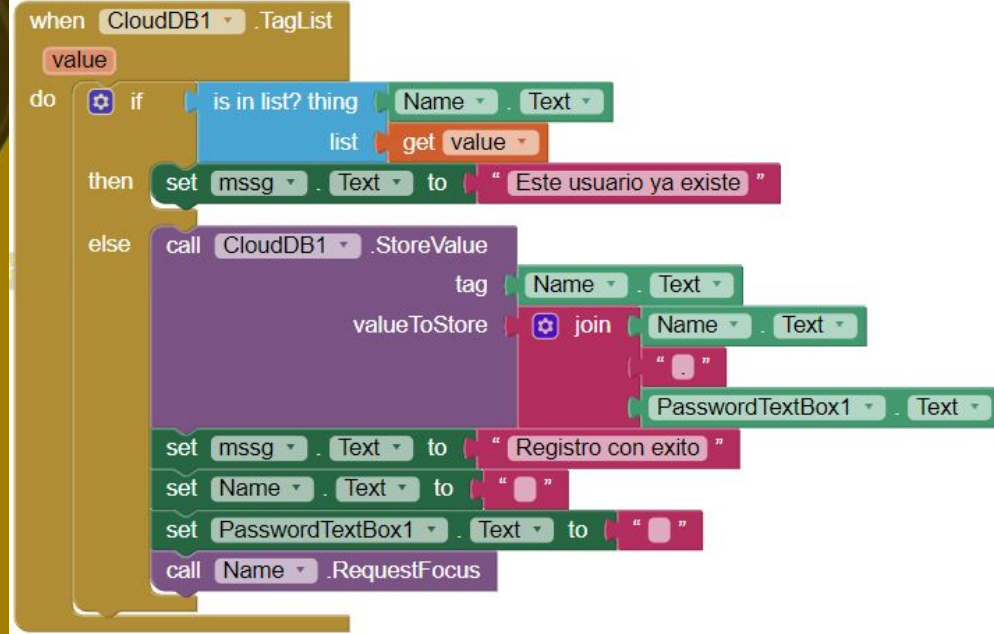 when CloudDB1 .TagList
value
do if is in list? thing Name . Text
list get value
then set mssg . Text to " Este usuario ya existe "
else call CloudDB1 .StoreValue
tag Name . Text
valueToStore join Name . Text
" . "
PasswordTextBox1 . Text
set mssg . Text to " Registro con exito "
set Name . Text to " "
set PasswordTextBox1 . Text to " "
call Name .RequestFocus